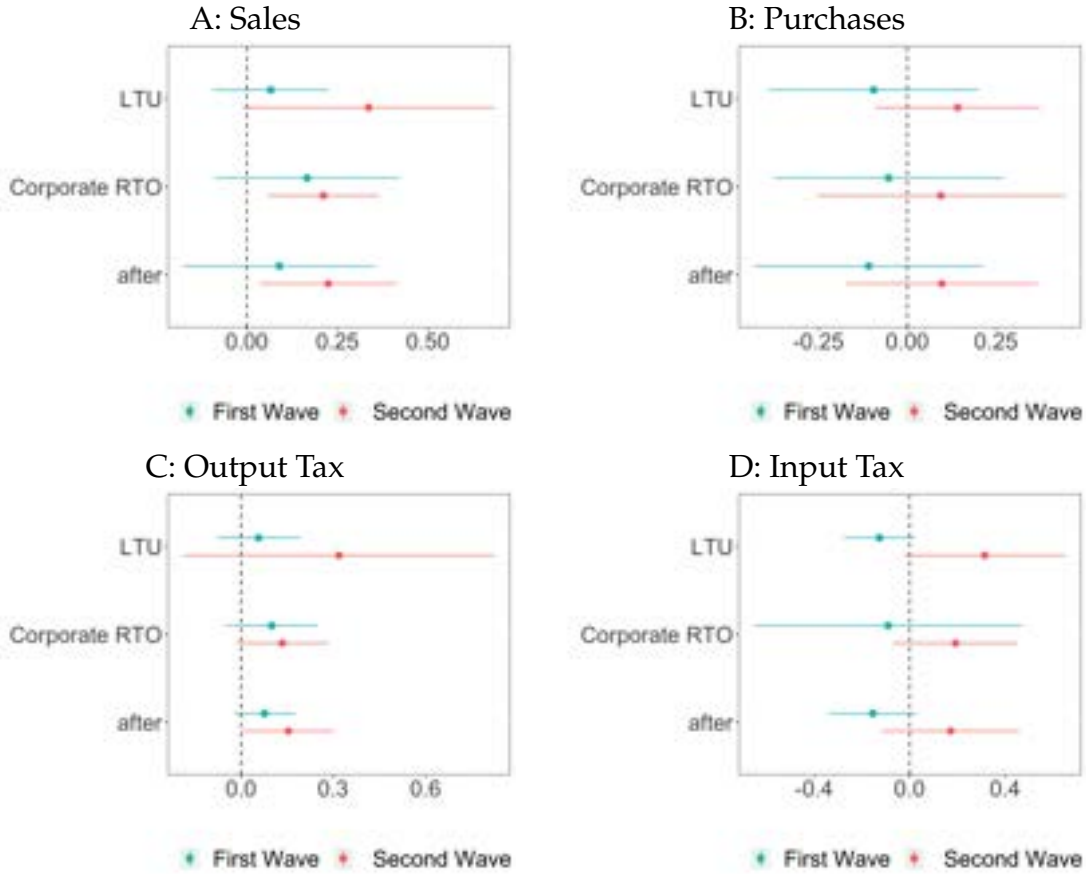 A: Sales
LTU
Corporate RTO
after
0.00 0.25 0.50
First Wave Second Wave
B: Purchases
LTU
Corporate RTO
after
-0.25 0.00 0.25
First Wave Second Wave
C: Output Tax
LTU
Corporate RTO
after
0.0 0.3 0.6
First Wave Second Wave
D: Input Tax
LTU
Corporate RTO
after
-0.4 0.0 0.4
First Wave Second Wave